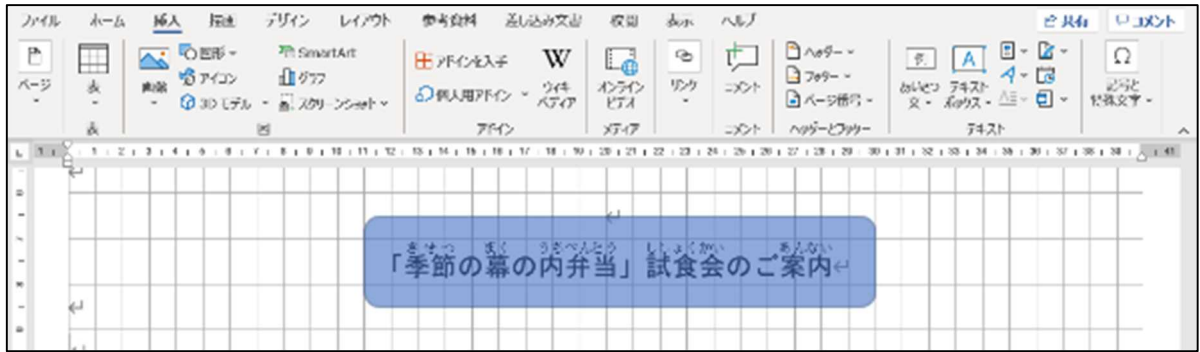 ファイル ホーム 挿入 描画 デザイン レイアウト 参考資料 差し込み文書 校閲 表示 ヘルプ 共有 コメント
ページ
表
画像
図形
アイコン
3D モデル
SmartArt
グラフ
スクリーンショット
アドインを入手
個人用アドイン
ウィキ
ペディア
オンライン
ビデオ
リンク
コメント
ヘッダー
フッター
ページ番号
あいさつ
文
テキスト
ボックス
記号と
特殊文字
表 図 アドイン メディア コメント ヘッダーとフッター テキスト
きせつ まく うちべんとう ししょくかい あんない
「季節の幕の内弁当」試食会のご案内